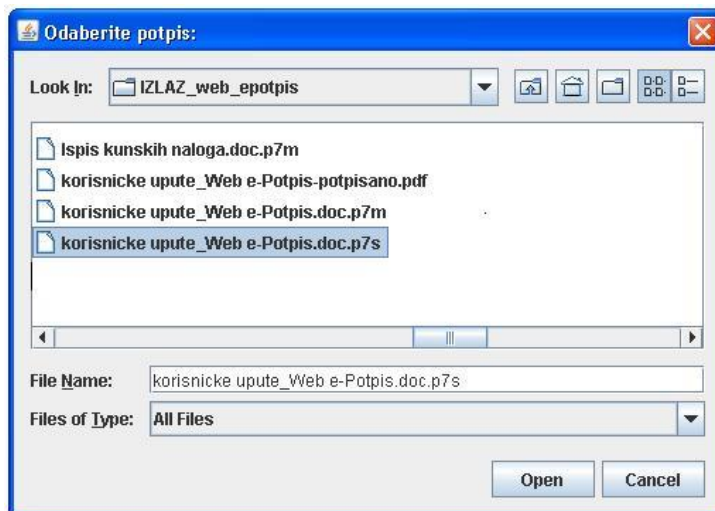 Odaberite potpis:
Look In: IZLAZ_web_epotpis
Ispis kunskih naloga.doc.p7m
korisnicke upute_Web e-Potpis-potpisano.pdf
korisnicke upute_Web e-Potpis.doc.p7m
korisnicke upute_Web e-Potpis.doc.p7s
File Name: korisnicke upute_Web e-Potpis.doc.p7s
Files of Type: All Files
Open Cancel